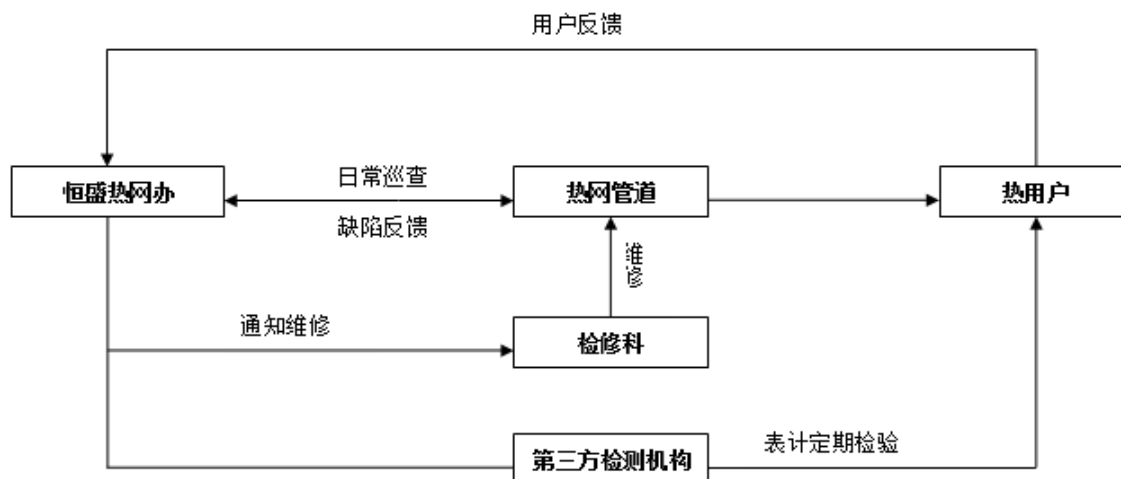 用户反馈
恒盛热网办
日常巡查
缺陷反馈
热网管道
热用户
维修
通知维修
检修科
第三方检测机构
表计定期检验